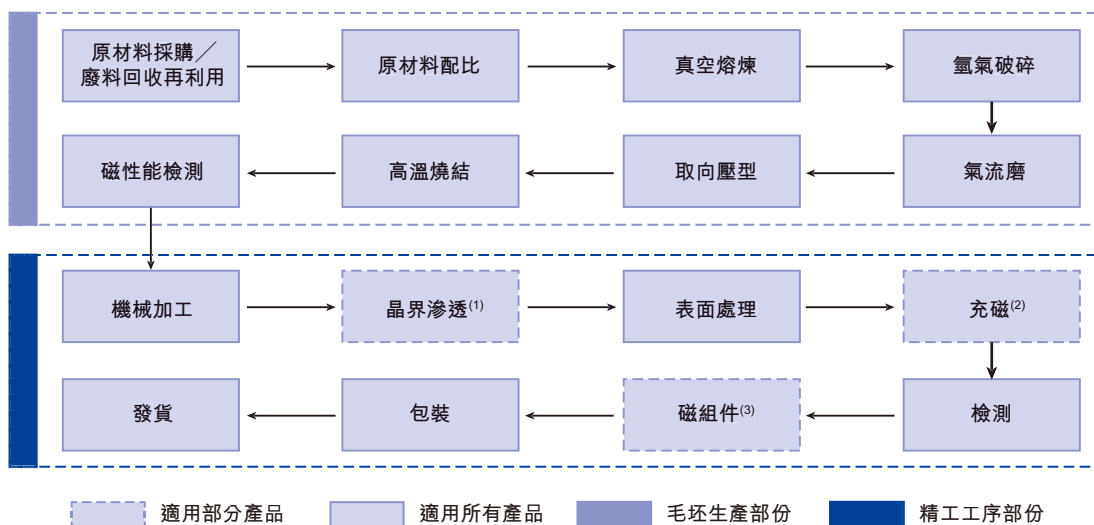 原材料採購／
廢料回收再利用
原材料配比
真空熔煉
氫氣破碎
磁性能檢測
高溫燒結
取向壓型
氣流磨
機械加工
晶界滲透(1)
表面處理
充磁(2)
發貨
包裝
磁組件(3)
檢測
適用部分產品
適用所有產品
毛坯生產部份
精工工序部份